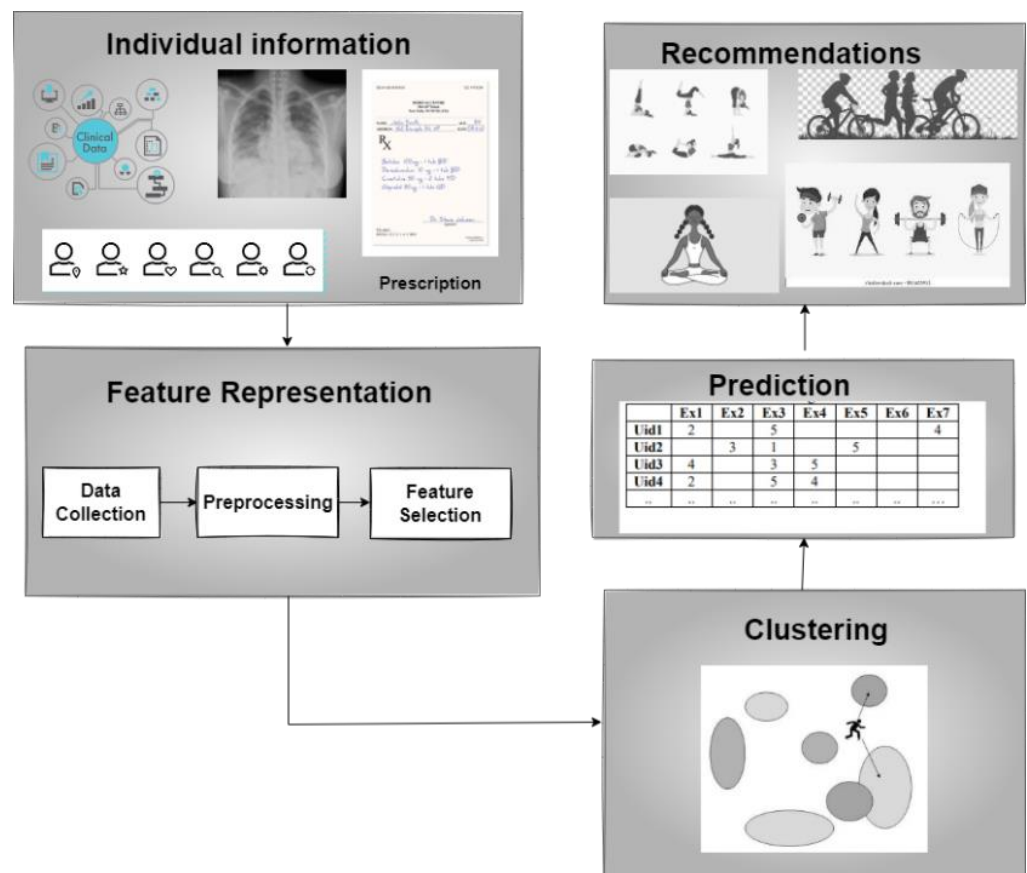 Individual information
Clinical
Data
Rx
Prescription
Feature Representation
Data
Collection
Preprocessing
Feature
Selection
Recommendations
Prediction
Ex1 Ex2 Ex3 Ex4 Ex5 Ex6 Ex7
Uid1 2 5 4
Uid2 3 1 5
Uid3 4 3 5
Uid4 2 5 4
.. .. .. .. .. .. .. ...
Clustering